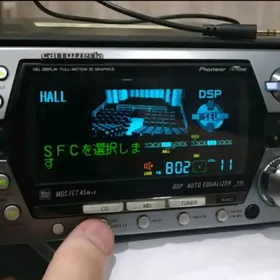 carrozzeria
OEL DISPLAY FULL-MOTION 3D GRAPHICS
Pioneer
HALL
DSP
SEL
SFCを選択しま
す
802
11
MOSFET 45W×4
DSP AUTO EQUALIZER
CD
MD
TUNER